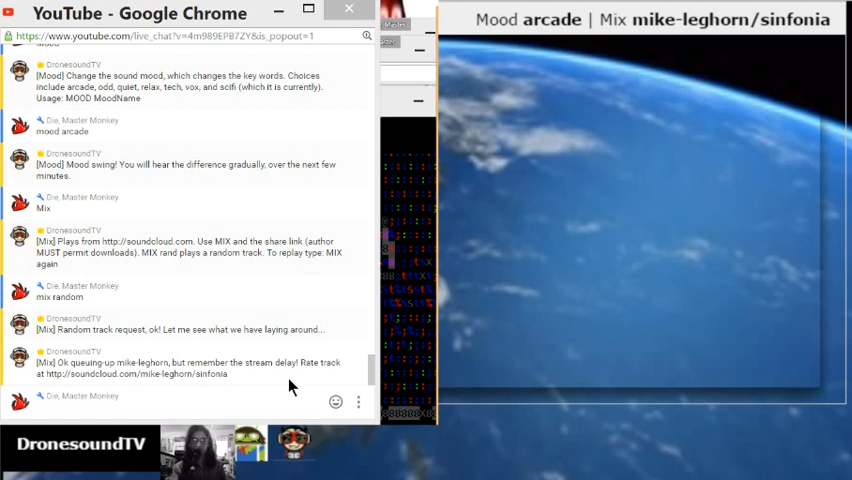 YouTube - Google Chrome
https://www.youtube.com/live_chat?v=4m989EPB7ZY&is_popout=1
DronesoundTV
[Mood] Change the sound mood, which changes the key words. Choices
include arcade, odd, quiet, relax, tech, vox, and scifi (which it is currently).
Usage: MOOD MoodName
Die, Master Monkey
mood arcade
DronesoundTV
[Mood] Mood swing! You will hear the difference gradually, over the next few
minutes.
Die, Master Monkey
Mix
DronesoundTV
[Mix] Plays from http://soundcloud.com. Use MIX and the share link (author
MUST permit downloads). MIX rand plays a random track. To replay type: MIX
again
Die, Master Monkey
mix random
DronesoundTV
[Mix] Random track request, ok! Let me see what we have laying around...
DronesoundTV
[Mix] Ok queuing-up mike-leghorn, but remember the stream delay! Rate track
at http://soundcloud.com/mike-leghorn/sinfonia
Die, Master Monkey
Mood arcade | Mix mike-leghorn/sinfonia
DronesoundTV